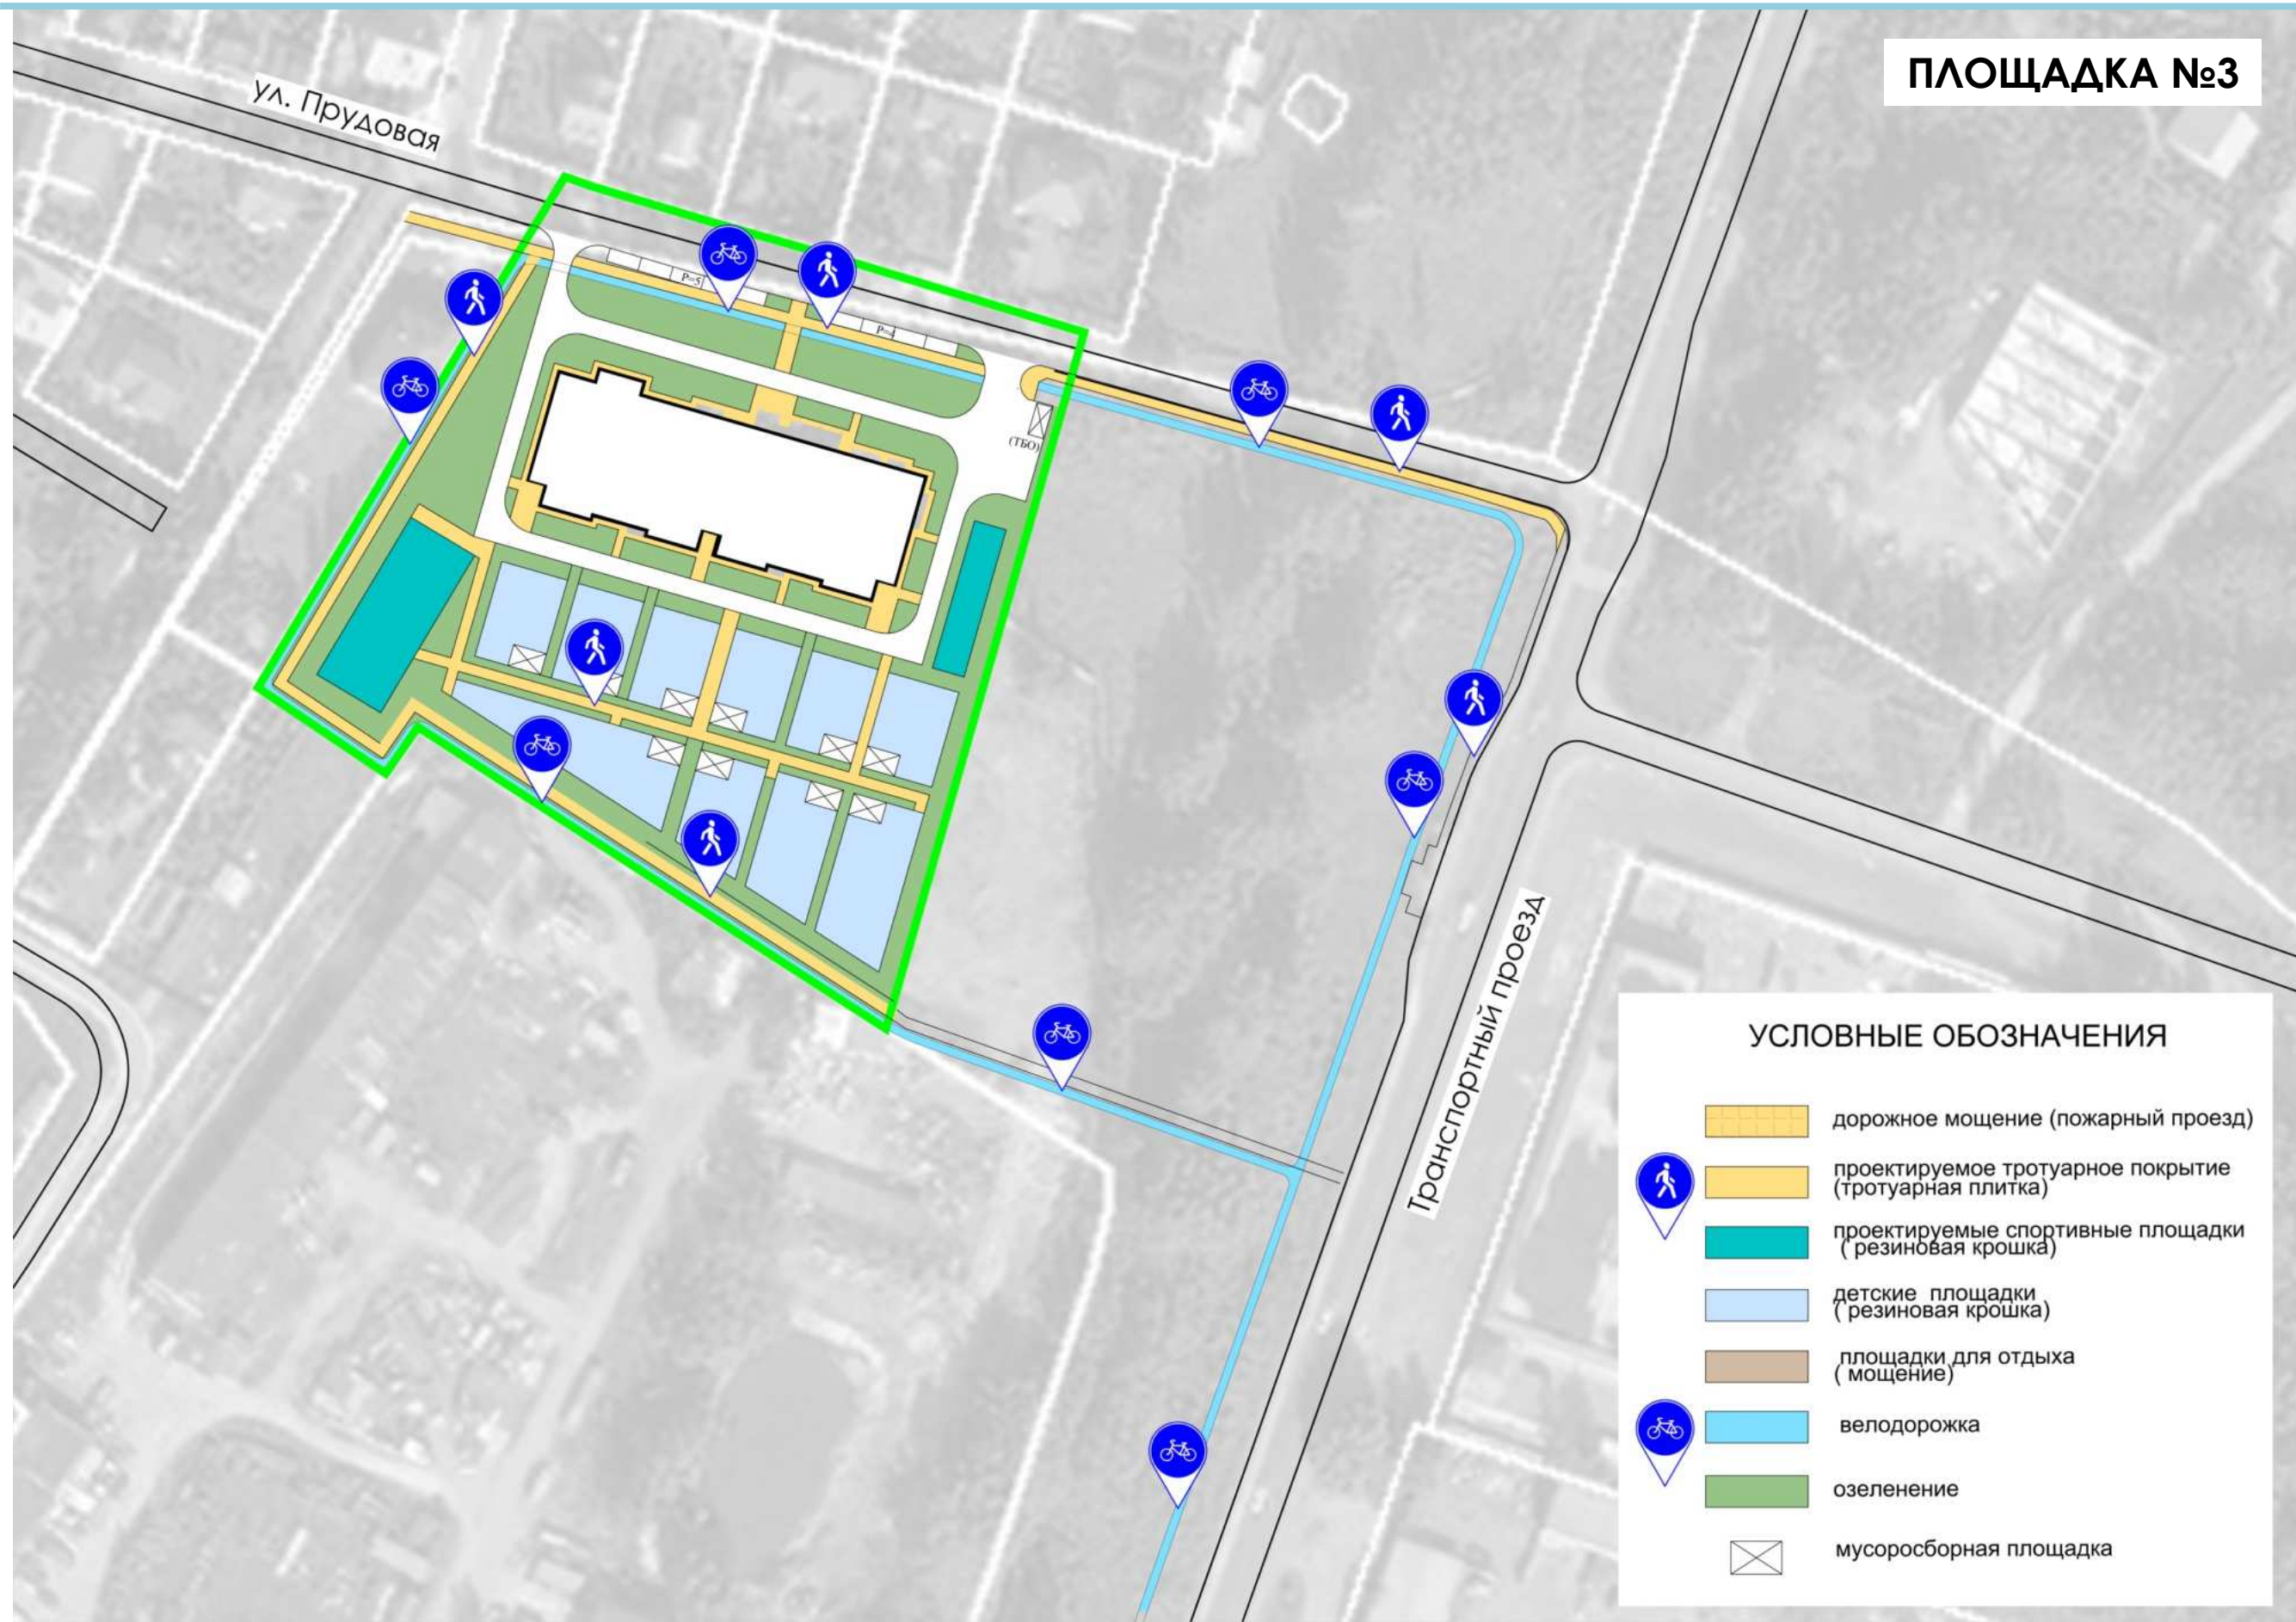 ПЛОЩАДКА №3
ул. Прудовая
Р=5
Р=4
(ТБО)
Транспортный проезд
УСЛОВНЫЕ ОБОЗНАЧЕНИЯ
дорожное мощение (пожарный проезд)
проектируемое тротуарное покрытие
(тротуарная плитка)
проектируемые спортивные площадки
( резиновая крошка)
детские площадки
( резиновая крошка)
площадки для отдыха
( мощение)
велодорожка
озеленение
мусоросборная площадка